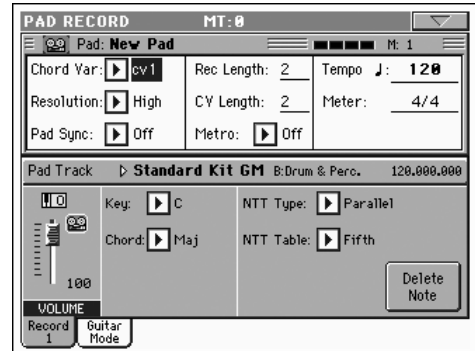 PAD RECORD MT:0
Pad: New Pad M: 1
Chord Var: cv1 Rec Length: 2 Tempo ♩: 120
Resolution: High CV Length: 2 Meter: 4/4
Pad Sync: Off Metro: Off
Pad Track Standard Kit GM B:Drum & Perc. 120.000.000
Key: C NTT Type: Parallel
Chord: Maj NTT Table: Fifth
100
Delete
Note
VOLUME
Record
1
Guitar
Mode